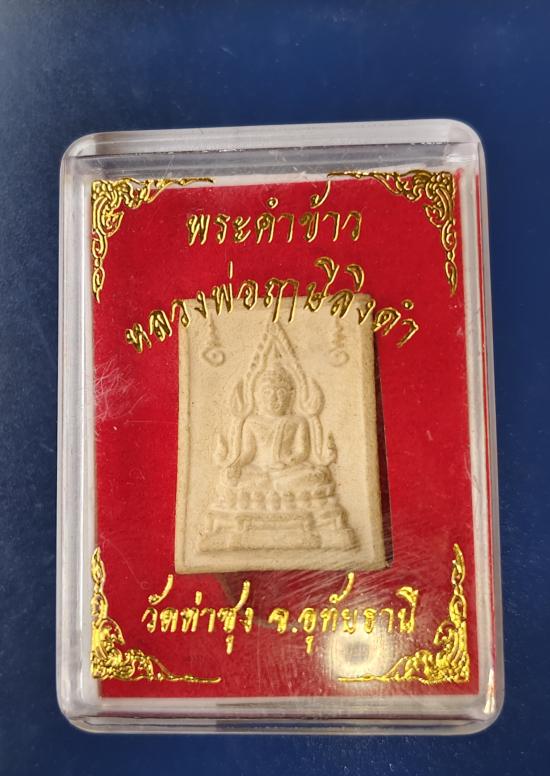 พระคำข้าว
หลวงพ่อฤาษีลิงดำ
วัดท่าซุง จ.อุทัยธานี